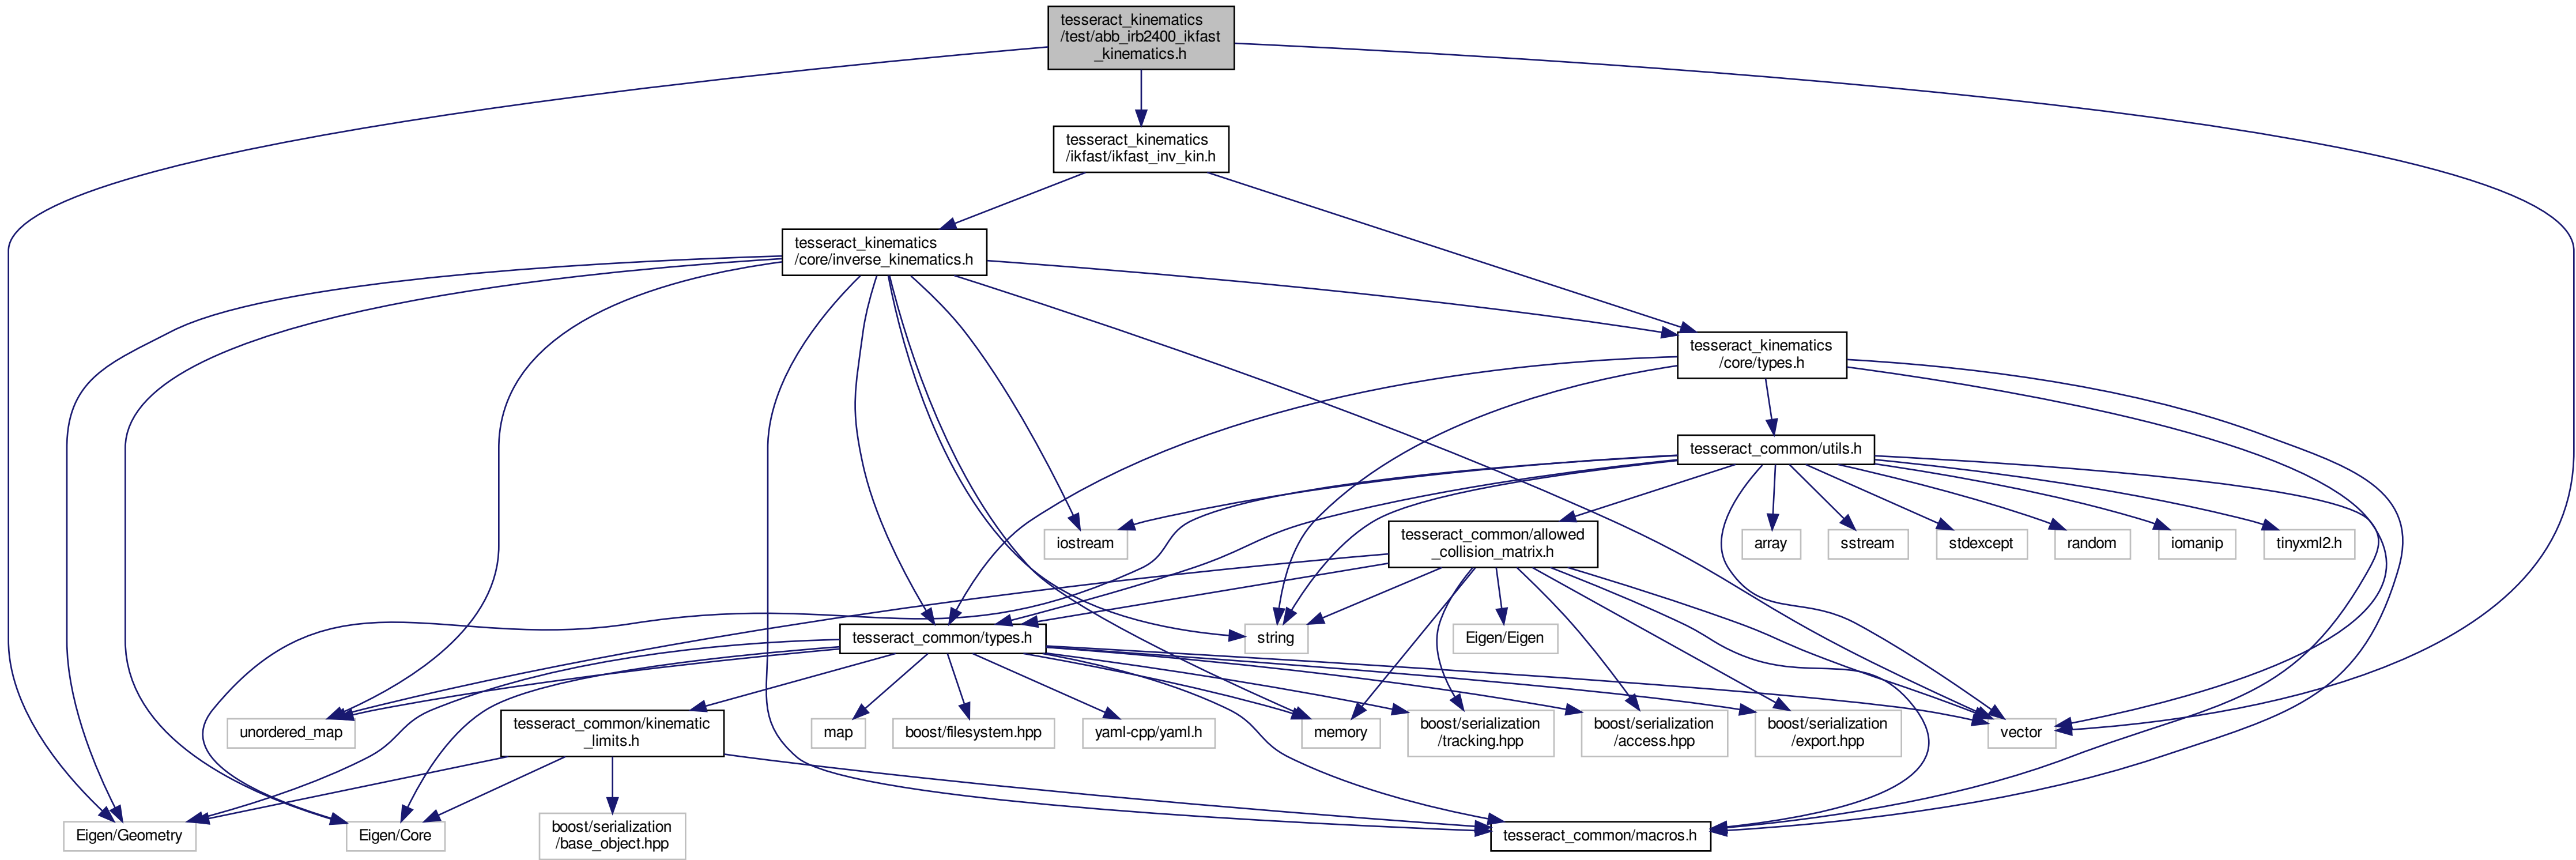 tesseract_kinematics
/test/abb_irb2400_ikfast
_kinematics.h
tesseract_kinematics
/ikfast/ikfast_inv_kin.h
tesseract_kinematics
/core/inverse_kinematics.h
tesseract_kinematics
/core/types.h
tesseract_common/utils.h
iostream
tesseract_common/allowed
_collision_matrix.h
array
sstream
stdexcept
random
iomanip
tinyxml2.h
tesseract_common/types.h
string
Eigen/Eigen
unordered_map
tesseract_common/kinematic
_limits.h
map
boost/filesystem.hpp
yaml-cpp/yaml.h
memory
boost/serialization
/tracking.hpp
boost/serialization
/access.hpp
boost/serialization
/export.hpp
vector
Eigen/Geometry
Eigen/Core
boost/serialization
/base_object.hpp
tesseract_common/macros.h